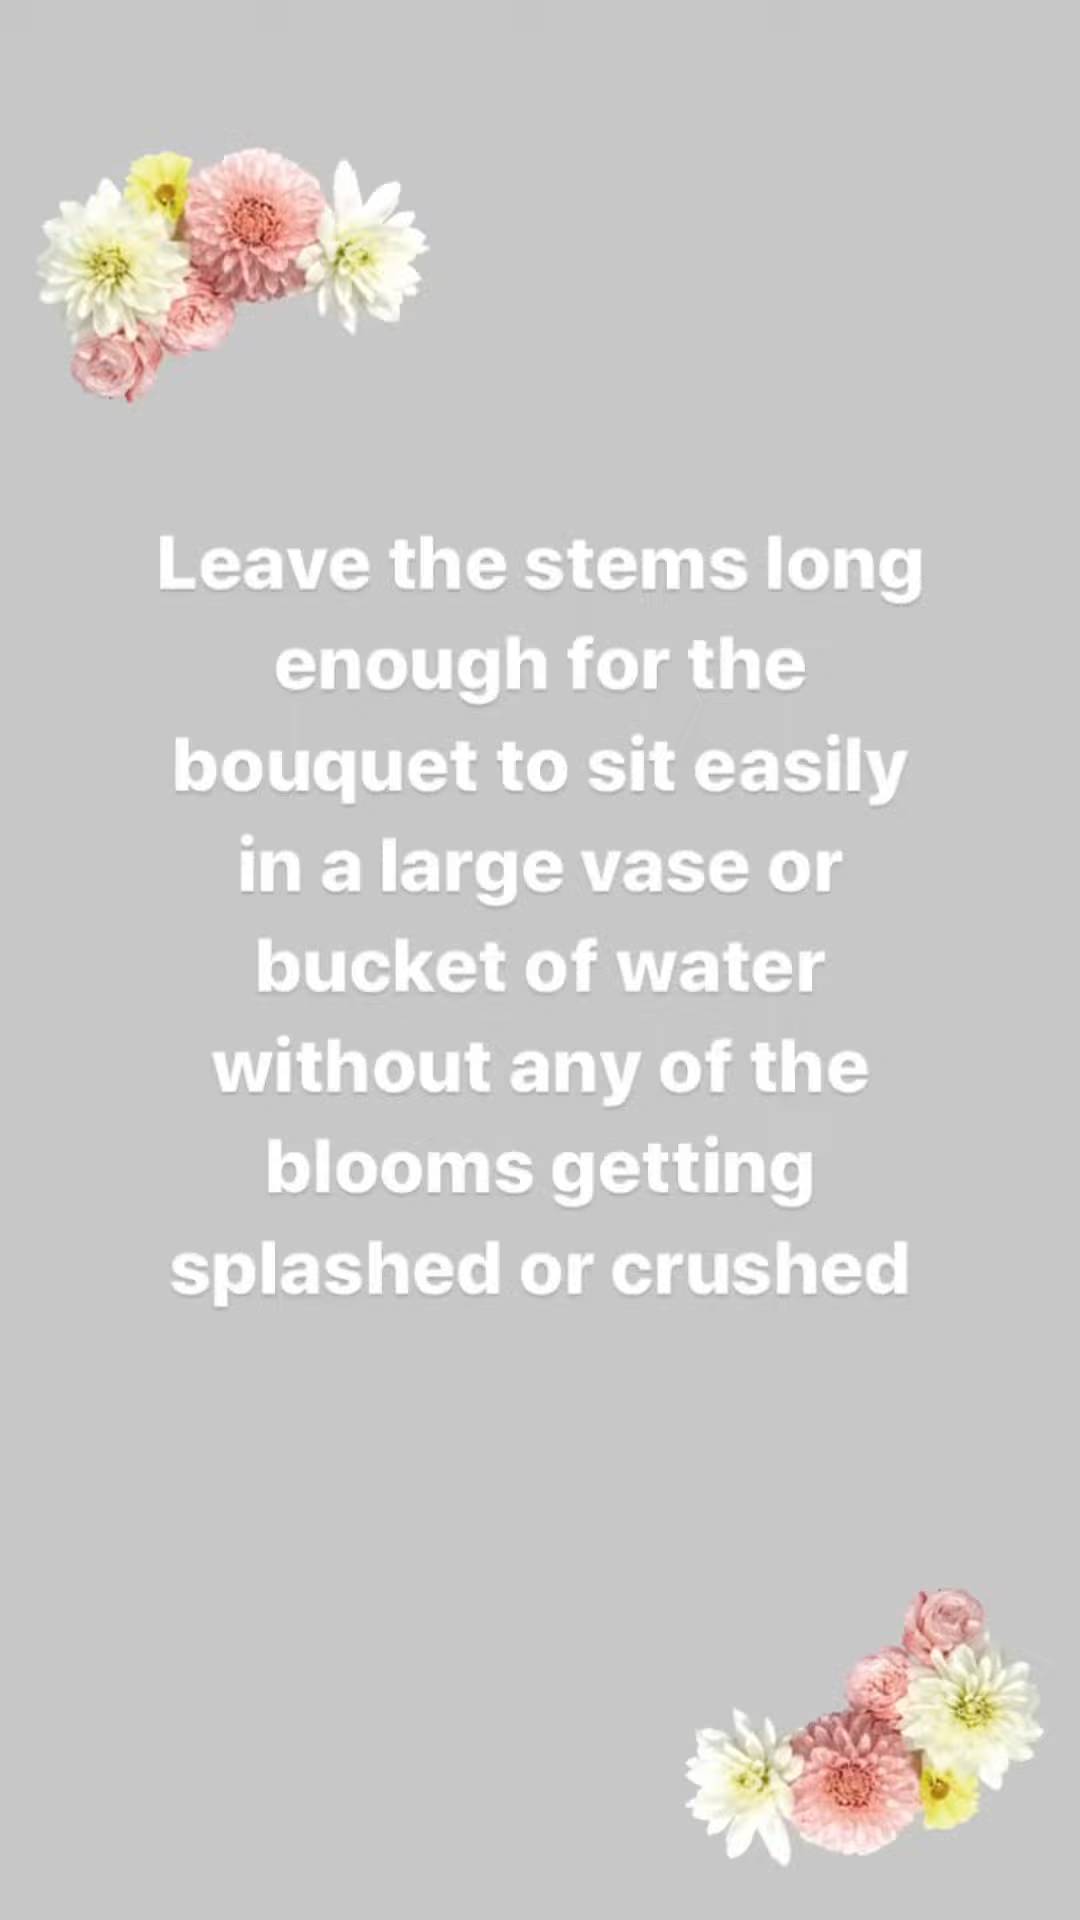 Leave the stems long
enough for the
bouquet to sit easily
in a large vase or
bucket of water
without any of the
blooms getting
splashed or crushed